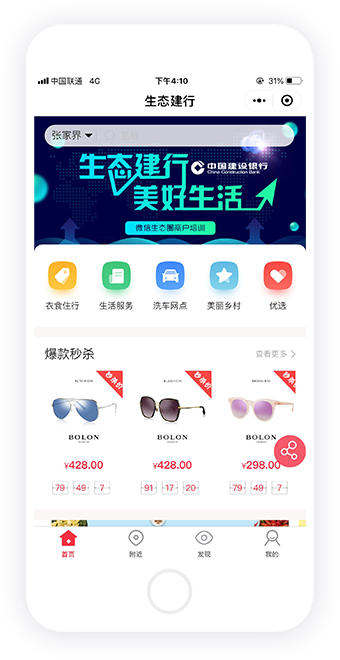 中国联通 4G 下午4:10 31%
生态建行
张家界
生态建行
中国建设银行
China Construction Bank
美好生活
微信生态圈商户培训
衣食住行 生活服务 洗车网点 美丽乡村 优选
爆款秒杀 查看更多
秒杀价 秒杀价 秒杀价
BOLON BOLON BOLON
¥428.00 ¥428.00 ¥298.00
79 49 7 91 17 20 79 49 7
首页 附近 发现 我的